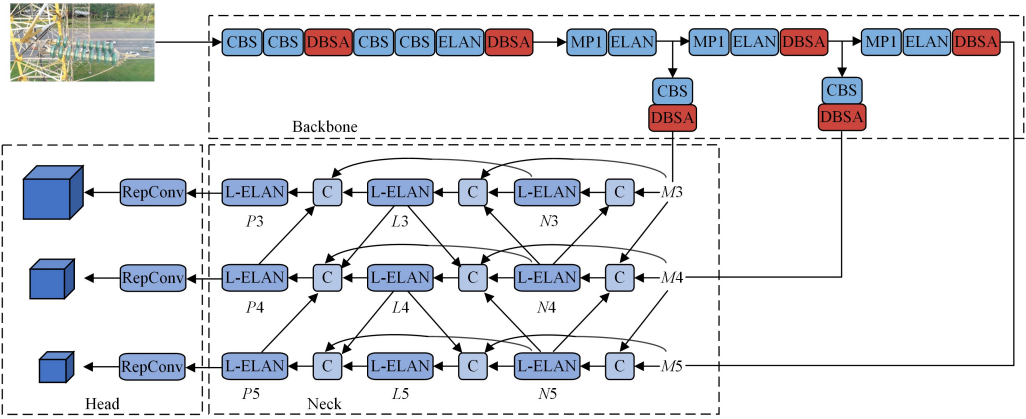 CBS CBS DBSA CBS CBS ELAN DBSA MP1 ELAN MP1 ELAN DBSA MP1 ELAN DBSA
CBS CBS
DBSA DBSA
Backbone
RepConv L-ELAN C L-ELAN C L-ELAN C M3
P3 L3 N3
RepConv L-ELAN C L-ELAN C L-ELAN C M4
P4 L4 N4
RepConv L-ELAN C L-ELAN C L-ELAN C M5
P5 L5 N5
Head Neck